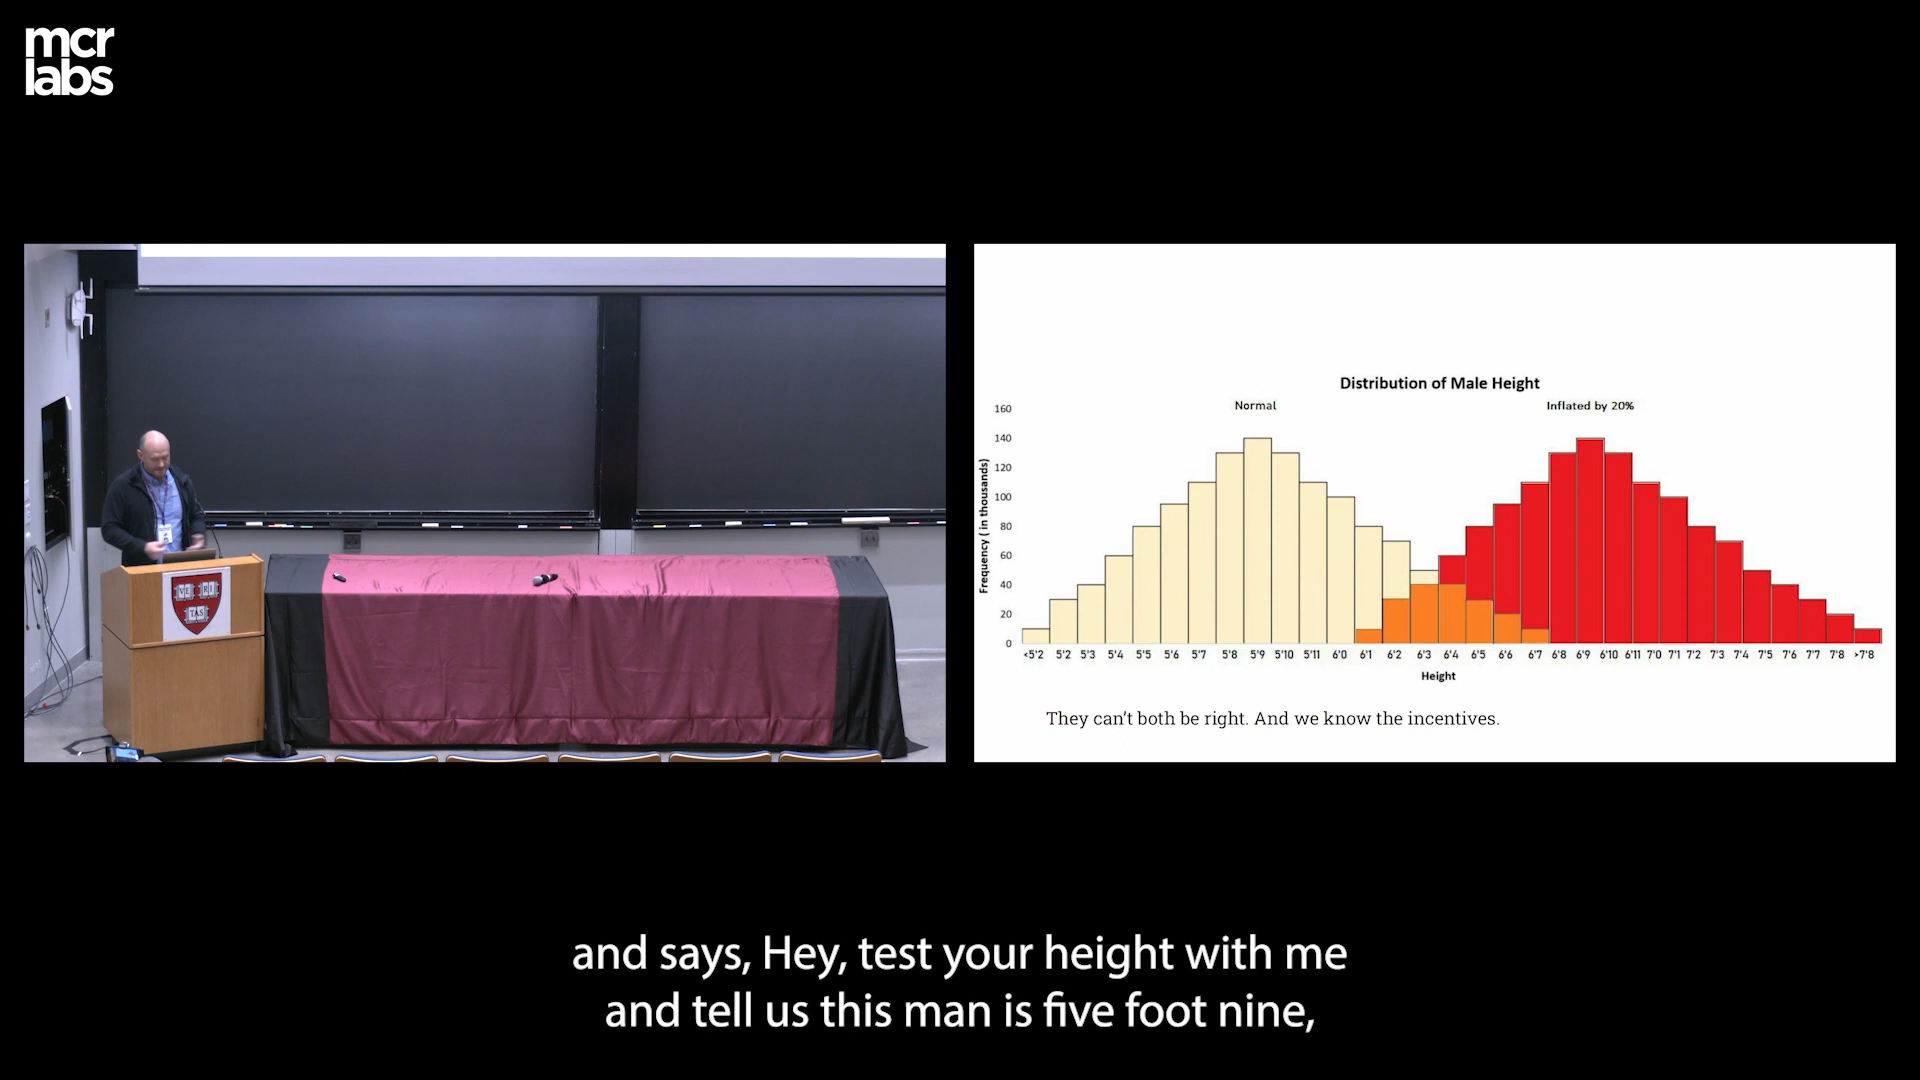 mcr
labs
VE RI
TAS
Distribution of Male Height
Normal
Inflated by 20%
Frequency ( in thousands)
160
140
120
100
80
60
40
20
0
<5'2 5'2 5'3 5'4 5'5 5'6 5'7 5'8 5'9 5'10 5'11 6'0 6'1 6'2 6'3 6'4 6'5 6'6 6'7 6'8 6'9 6'10 6'11 7'0 7'1 7'2 7'3 7'4 7'5 7'6 7'7 7'8 >7'8
Height
They can't both be right. And we know the incentives.
and says, Hey, test your height with me
and tell us this man is five foot nine,